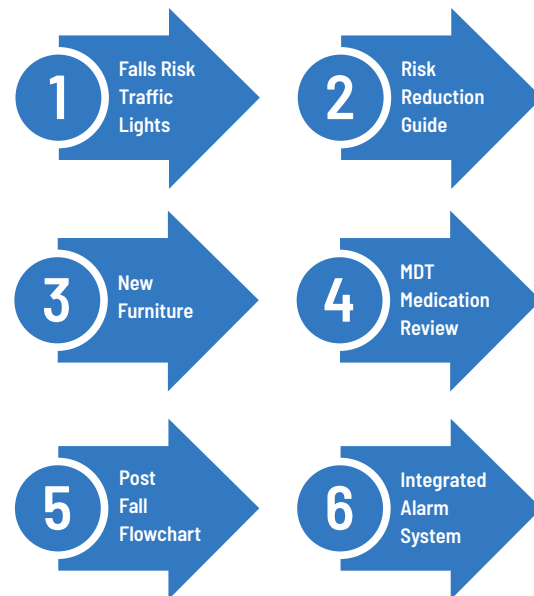 1
Falls Risk
Traffic
Lights
2
Risk
Reduction
Guide
3
New
Furniture
4
MDT
Medication
Review
5
Post
Fall
Flowchart
6
Integrated
Alarm
System